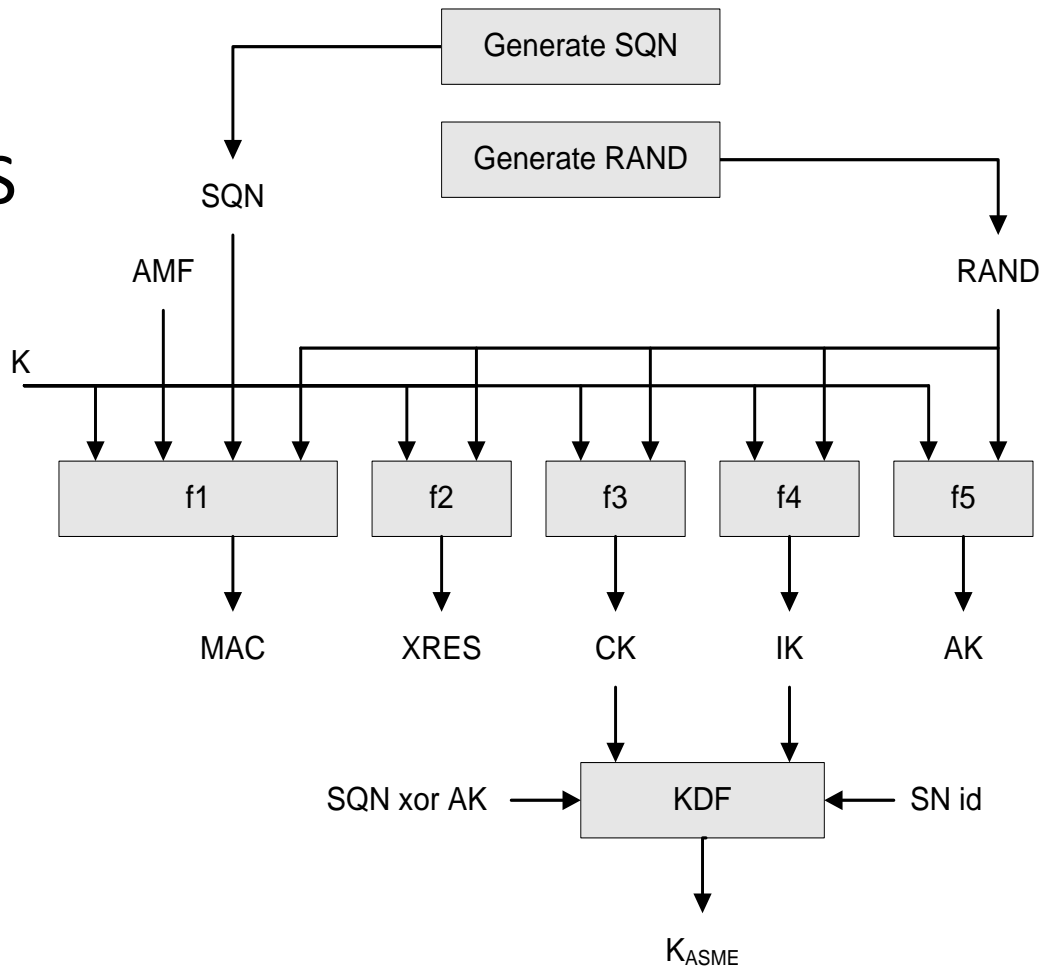 Generate SQN
Generate RAND
S
SQN
AMF
RAND
K
f1 f2 f3 f4 f5
MAC XRES CK IK AK
SQN xor AK KDF SN id
KASME